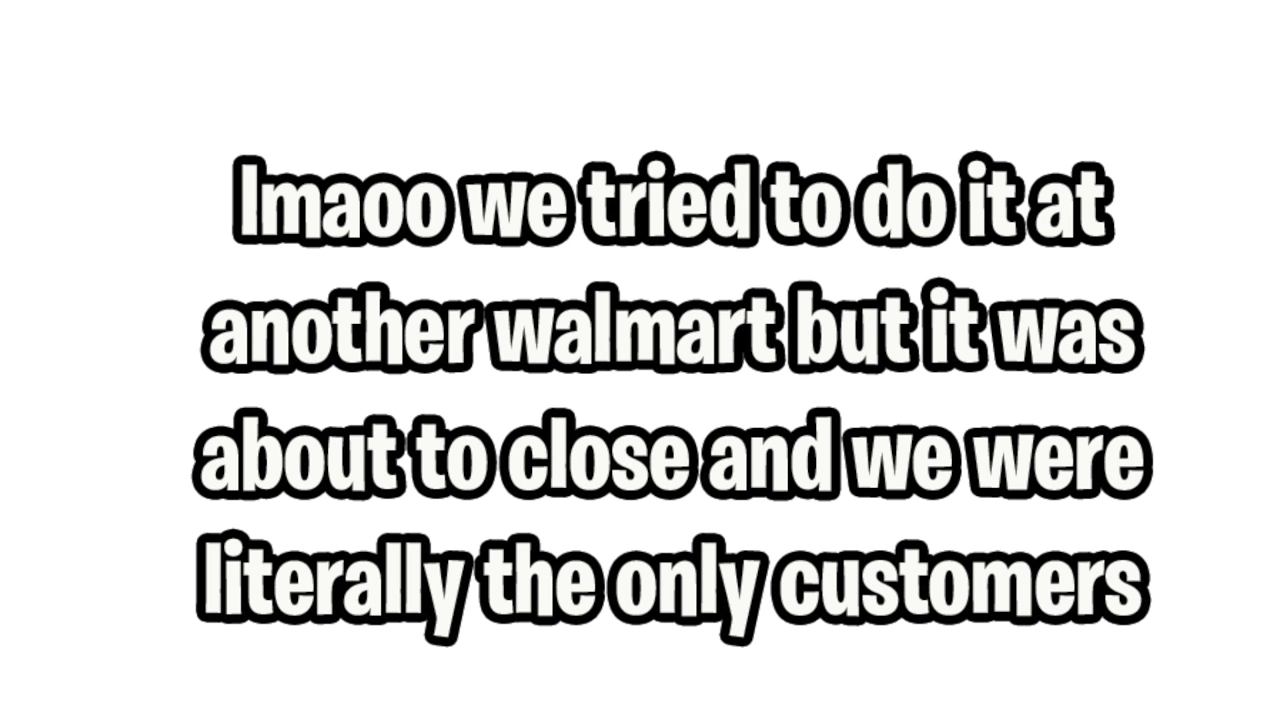 lmaoo we tried to do it at
another walmart but it was
about to close and we were
literally the only customers